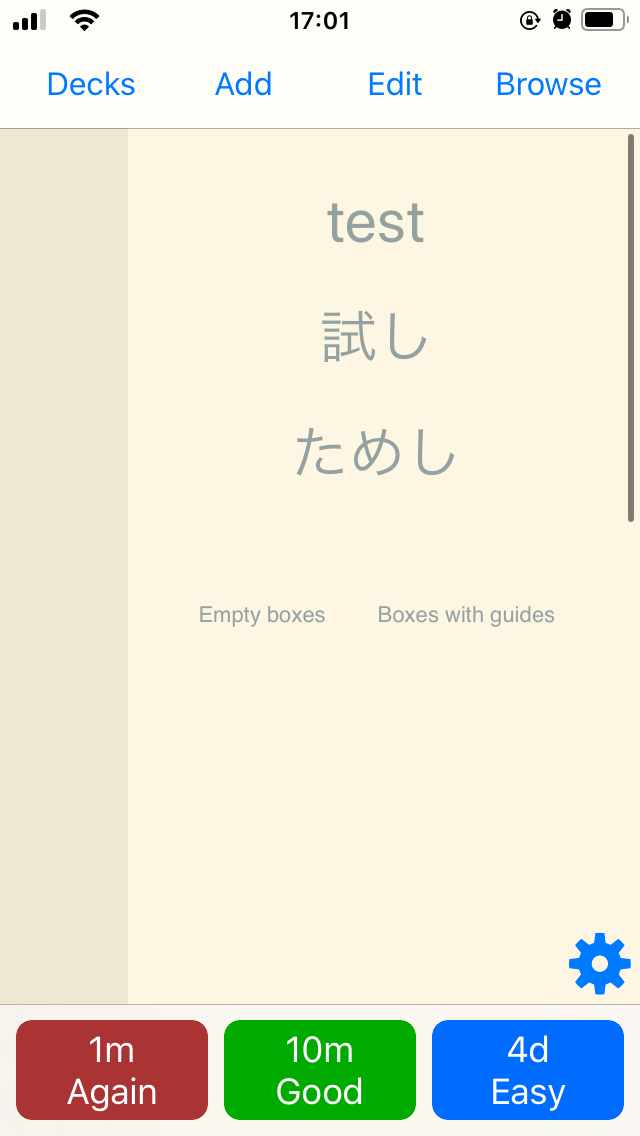 17:01
Decks Add Edit Browse
test
試し
ためし
Empty boxes Boxes with guides
1m 10m 4d
Again Good Easy